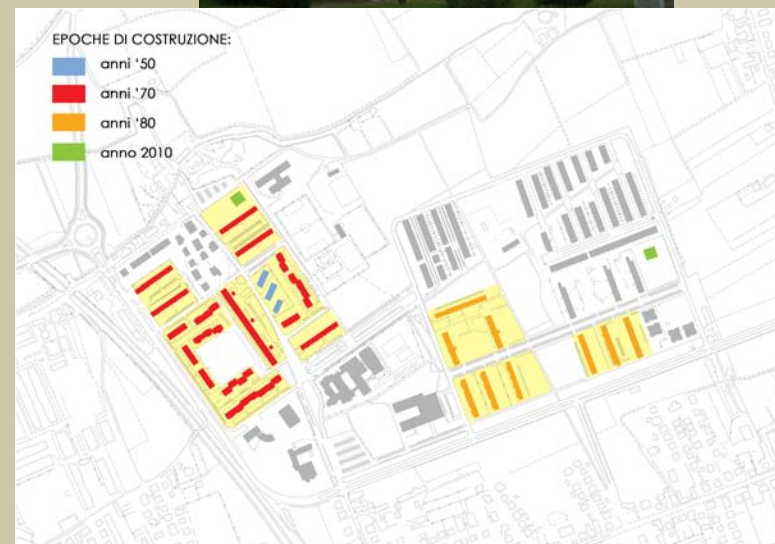 EPOCHE DI COSTRUZIONE:
anni ‘50
anni ‘70
anni ‘80
anno 2010